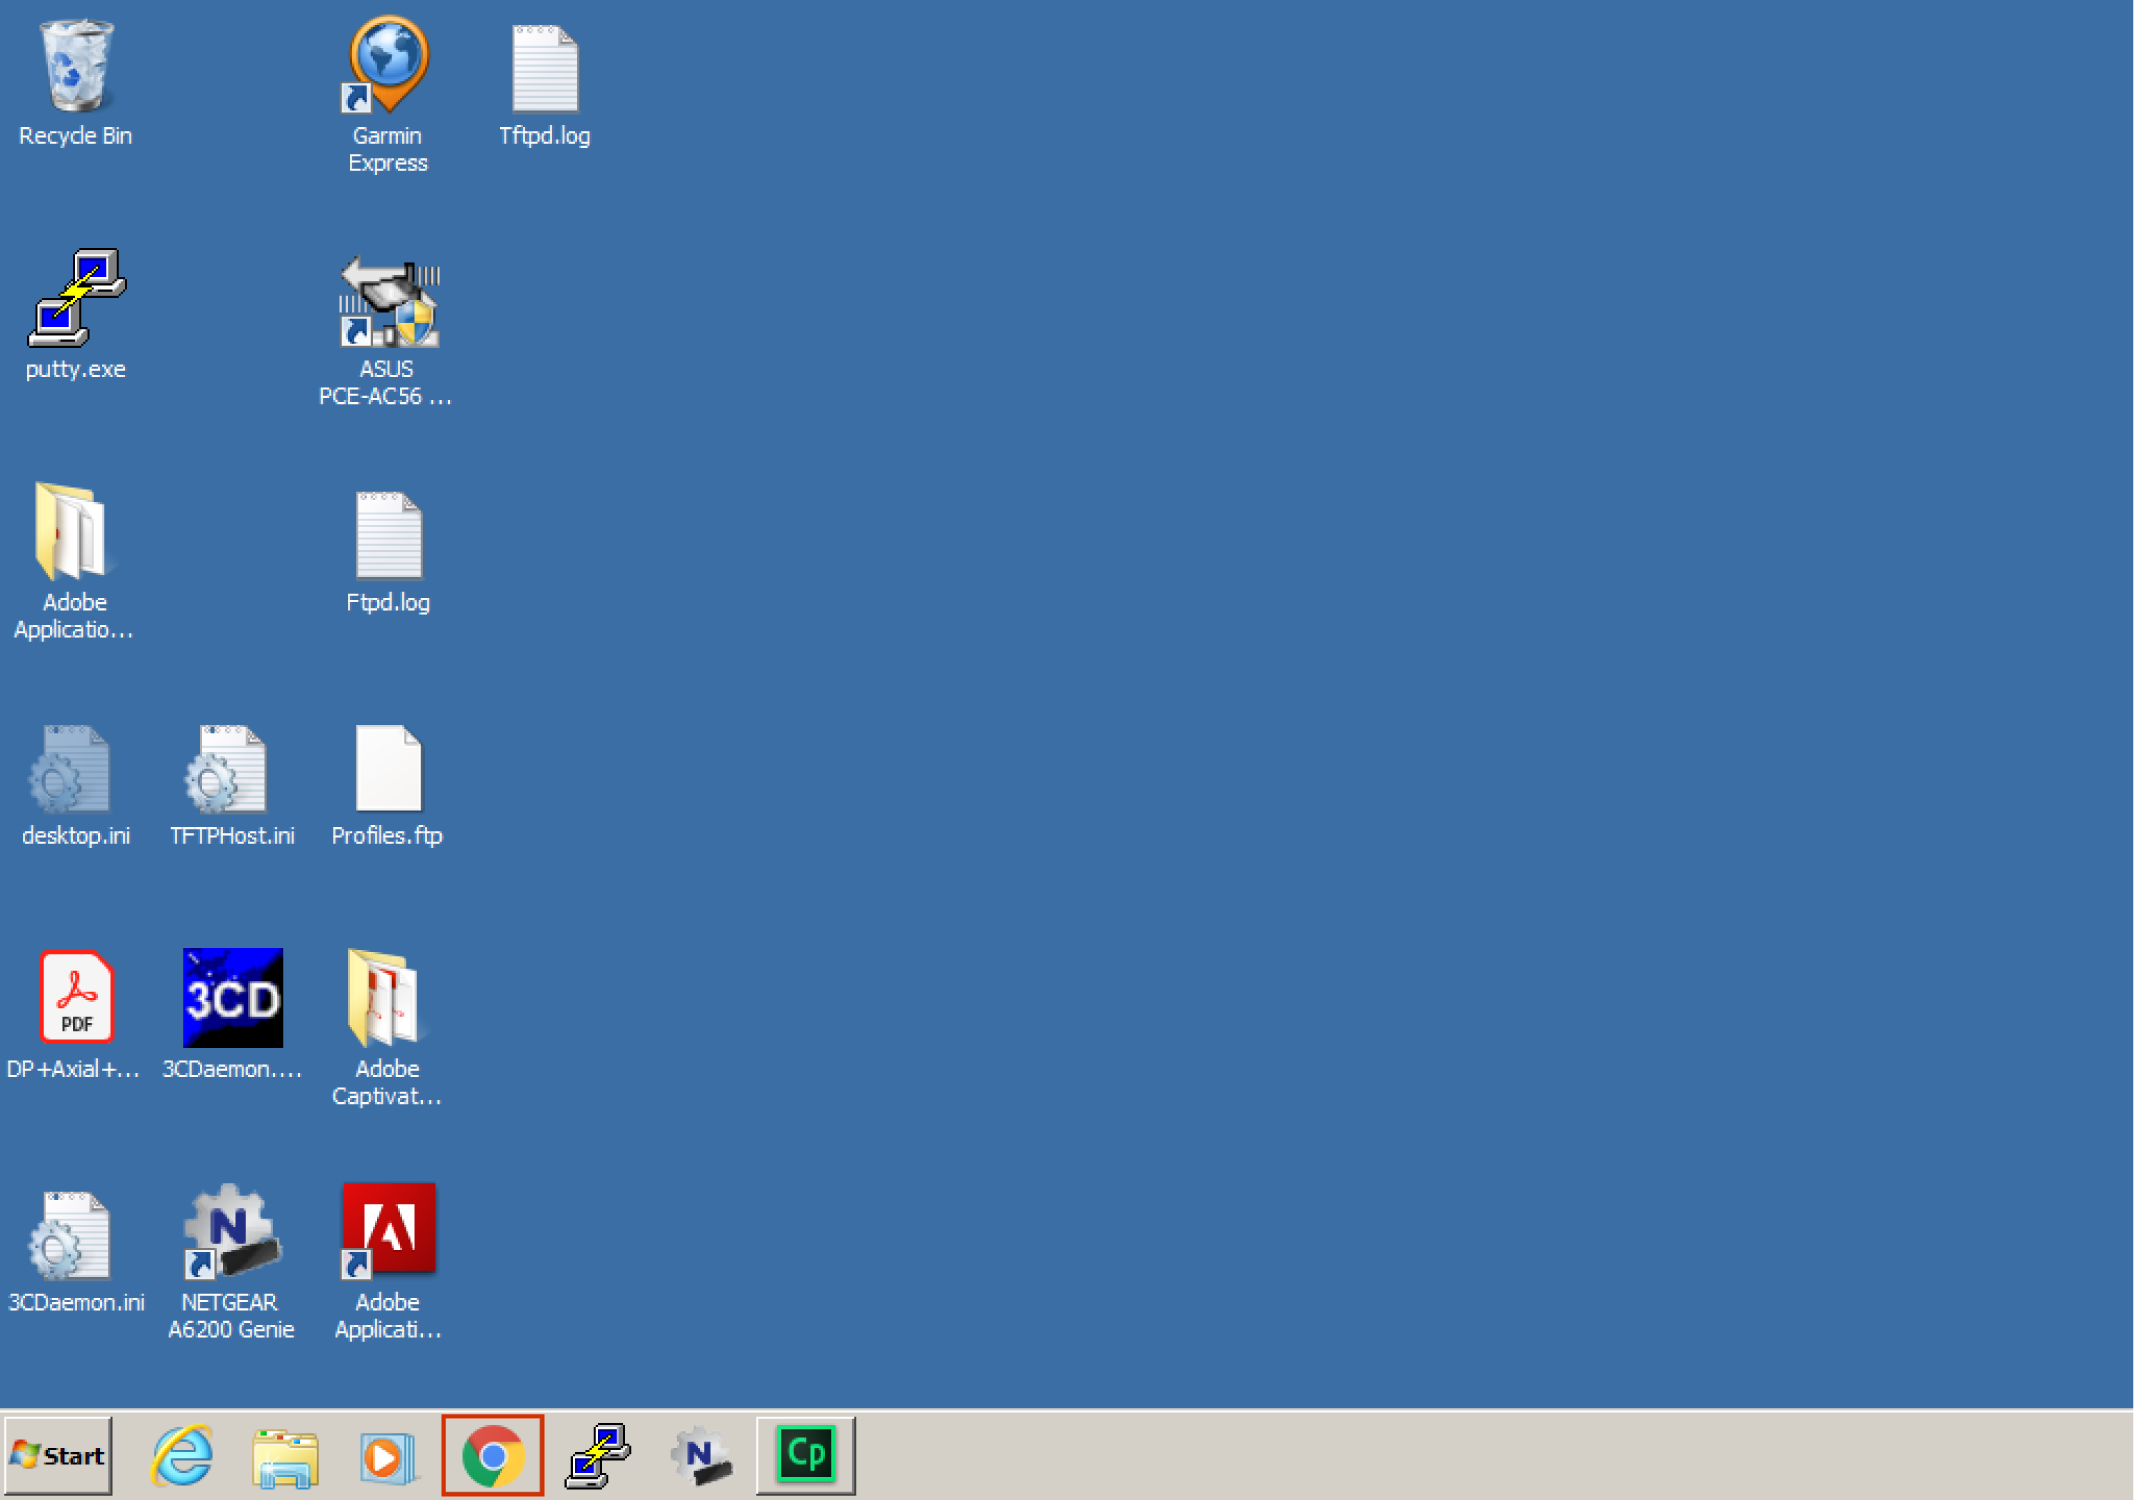 Recycle Bin
Garmin
Express
Tftpd.log
putty.exe
ASUS
PCE-AC56 ...
Adobe
Applicatio...
Ftpd.log
desktop.ini
TFTPHost.ini
Profiles.ftp
PDF
DP+Axial+...
3CD
3CDaemon....
Adobe
Captivat...
3CDaemon.ini
N
NETGEAR
A6200 Genie
Adobe
Applicati...
Start
N
Cp